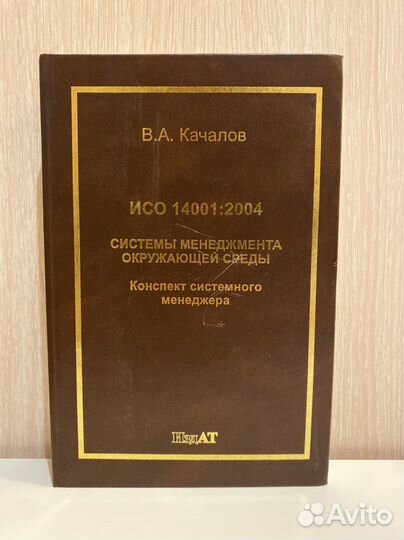 В.А. Качалов
ИСО 14001:2004
СИСТЕМЫ МЕНЕДЖМЕНТА
ОКРУЖАЮЩЕЙ СРЕДЫ
Конспект системного
менеджера
ИздАТ
Avito